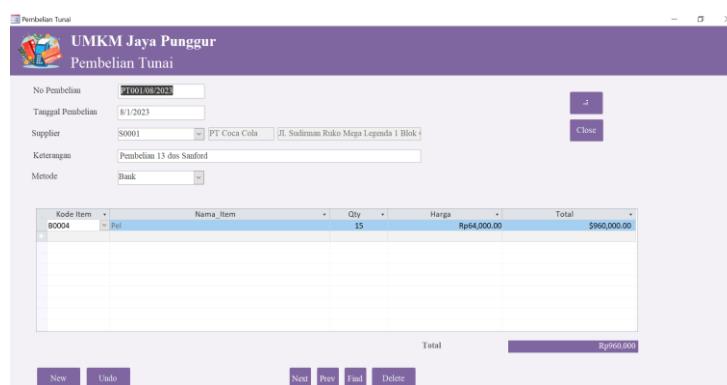 Pembelian Tunai
UMKM Jaya Punggur
Pembelian Tunai
No Pembelian PT001/08/2023
Tanggal Pembelian 8/1/2023
Supplier S0001 PT Coca Cola Jl. Sudirman Ruko Mega Legenda 1 Blok
Close
Keterangan Pembelian 13 dus Sanford
Metode Bank
Kode Item Nama_Item Qty Harga Total
B0004 Pel 15 Rp64,000.00 $960,000.00
Total Rp960,000
New Undo Next Prev Find Delete